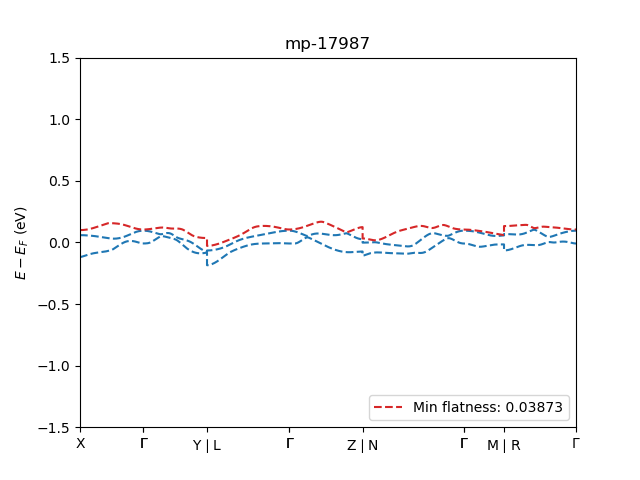 mp-17987
1.5
1.0
0.5
0.0
−0.5
−1.0
−1.5
E − E_F (eV)
Min flatness: 0.03873
X Γ Y | L Γ Z | N Γ M | R Γ